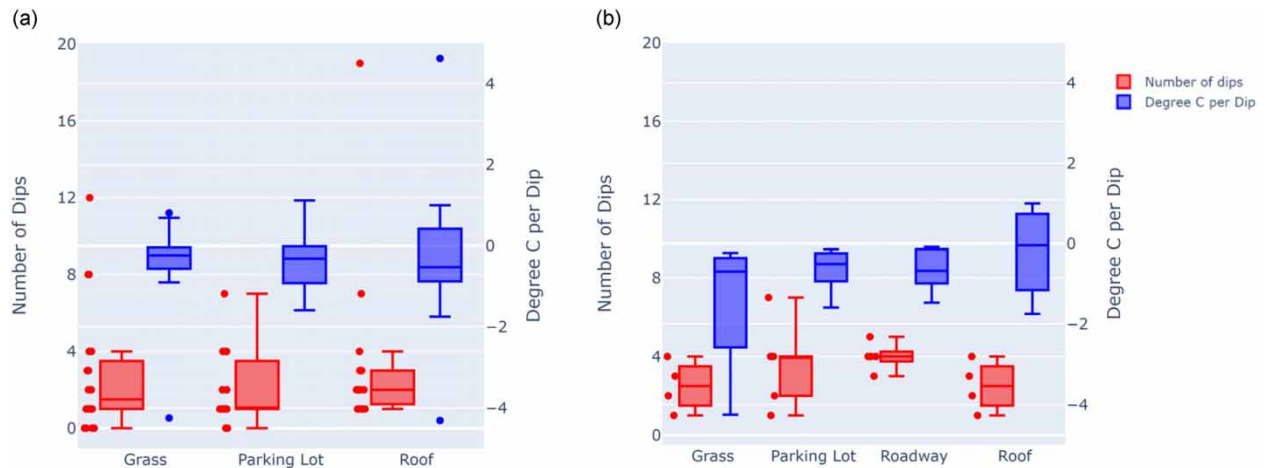 (a)
Number of Dips
20
16
12
8
4
0
Grass
Parking Lot
Roof
4
2
0
−2
−4
Degree C per Dip
(b)
Number of Dips
20
16
12
8
4
0
Grass
Parking Lot
Roadway
Roof
4
2
0
−2
−4
Degree C per Dip
Number of dips
Degree C per Dip